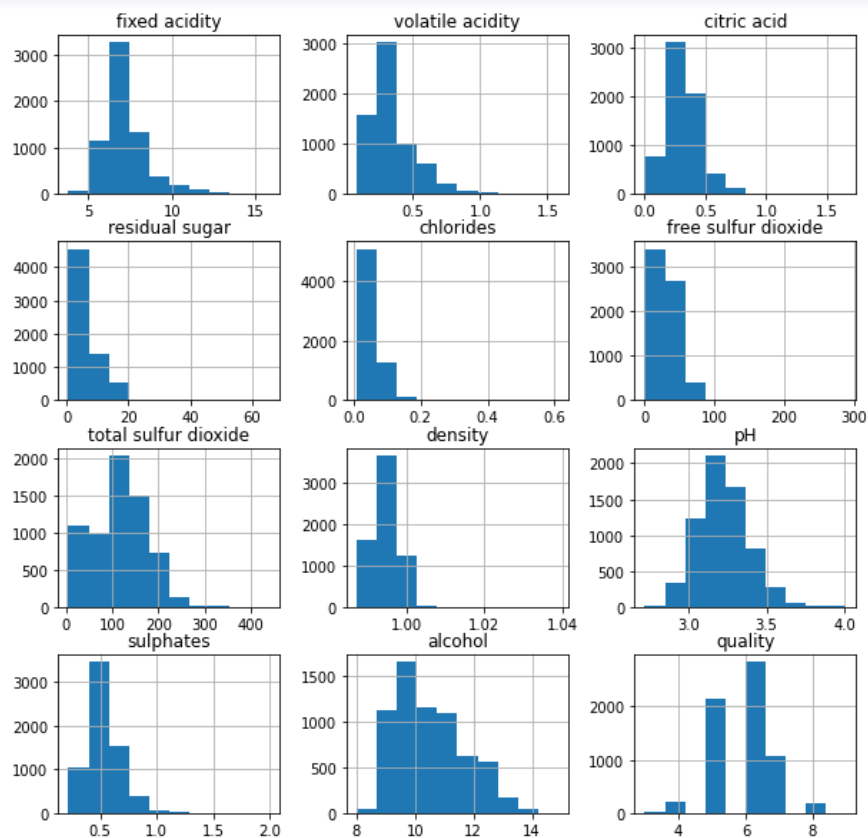 fixed acidity volatile acidity citric acid
3000 3000 3000
2000 2000 2000
1000 1000 1000
0 0 0
5 10 15 0.5 1.0 1.5 0.0 0.5 1.0 1.5
residual sugar chlorides free sulfur dioxide
4000 4000 3000
3000 2000
2000 2000
1000 1000
0 0 0
0 20 40 60 0.0 0.2 0.4 0.6 0 100 200 300
total sulfur dioxide density pH
2000 3000 2000
1500 2000 1500
1000 1000
500 1000 500
0 0 0
0 100 200 300 400 1.00 1.02 1.04 3.0 3.5 4.0
sulphates alcohol quality
3000 1500 2000
2000 1000
1000 500 1000
0 0 0
0.5 1.0 1.5 2.0 8 10 12 14 4 6 8